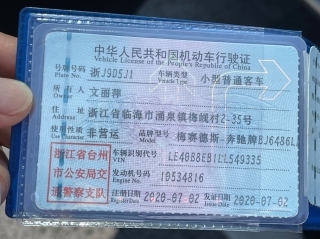 中华人民共和国机动车行驶证
Vehicle License of the People's Republic of China
号牌号码 浙J9D5J1 车辆类型 小型普通客车
Plate No. Vehicle Type
所有人 文丽萍
Owner
住址 浙江省临海市涌泉镇梅岘村2-35号
Address
使用性质 非营运 品牌型号 梅赛德斯-奔驰牌BJ6486L
Use Character Model
浙江省台州
市公安局交
通警察支队
车辆识别代号
VIN
发动机号码 19534816
Engine No.
注册日期 2020-07-02 发证日期 2020-07-02
Register Date Issue Date